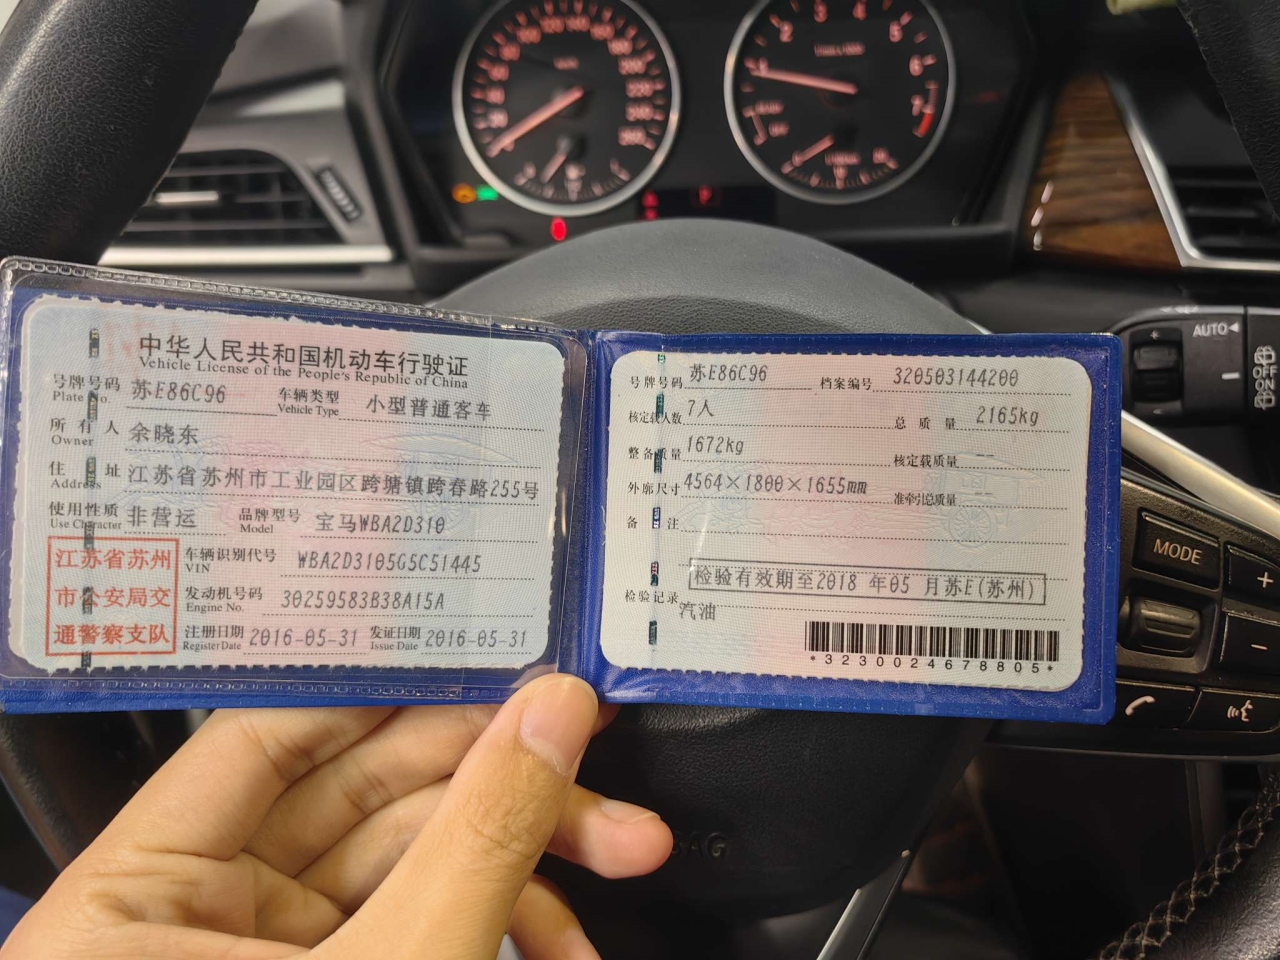 中华人民共和国机动车行驶证
Vehicle License of the People's Republic of China
号牌号码 苏E86C96 车辆类型 小型普通客车
Plate No. Vehicle Type
所有人 余晓东
Owner
住址 江苏省苏州市工业园区跨塘镇跨春路255号
Address
使用性质 非营运 品牌型号 宝马WBA2D310
Use Character Model
江苏省苏州
市公安局交
通警察支队
车辆识别代号 WBA2D3105G5C51445
VIN
发动机号码 30259583B38A15A
Engine No.
注册日期 2016-05-31 发证日期 2016-05-31
Register Date Issue Date
号牌号码 苏E86C96 档案编号 320503144200
核定载人数 7人 总质量 2165kg
整备质量 1672kg 核定载质量 --
外廓尺寸 4564×1800×1655mm 准牵引总质量 --
备注
检验有效期至2018 年05 月苏E(苏州)
检验记录
汽油
*3230024678805*
AUTO
OFF
ON
MODE
+
-